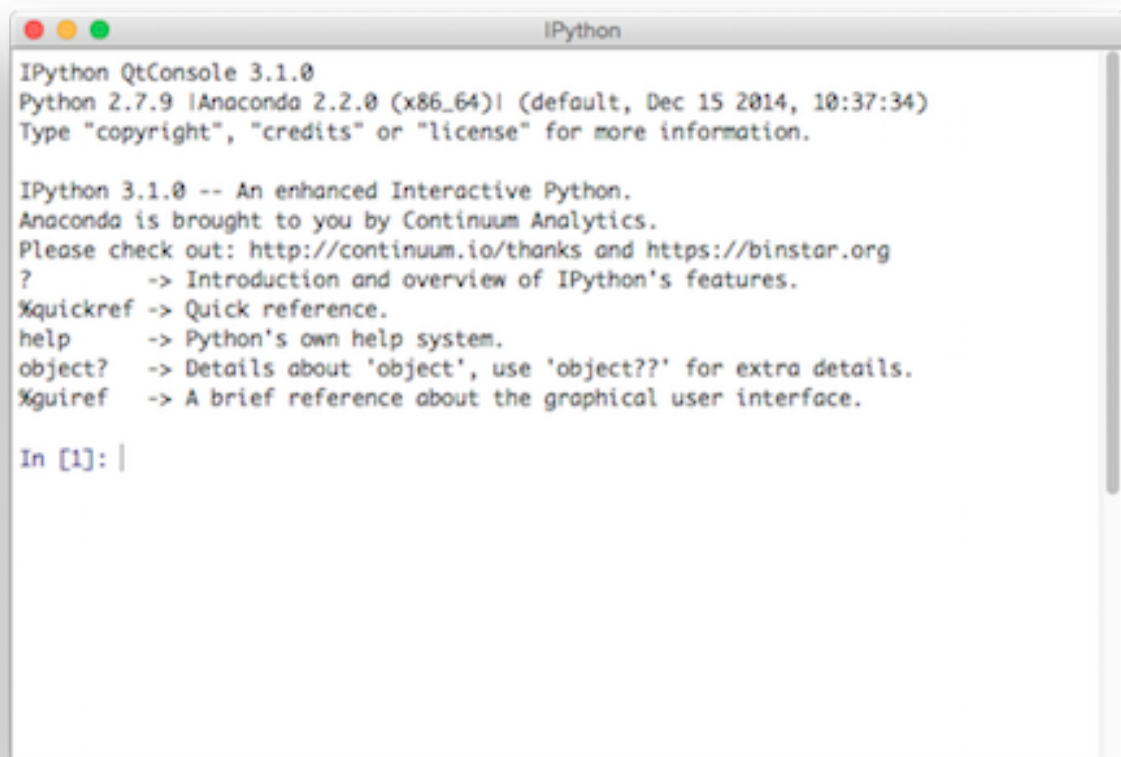 IPython
IPython QtConsole 3.1.0
Python 2.7.9 |Anaconda 2.2.0 (x86_64)| (default, Dec 15 2014, 10:37:34)
Type "copyright", "credits" or "license" for more information.
IPython 3.1.0 -- An enhanced Interactive Python.
Anaconda is brought to you by Continuum Analytics.
Please check out: http://continuum.io/thanks and https://binstar.org
?         -> Introduction and overview of IPython's features.
%quickref -> Quick reference.
help      -> Python's own help system.
object?   -> Details about 'object', use 'object??' for extra details.
%guiref   -> A brief reference about the graphical user interface.
In [1]: